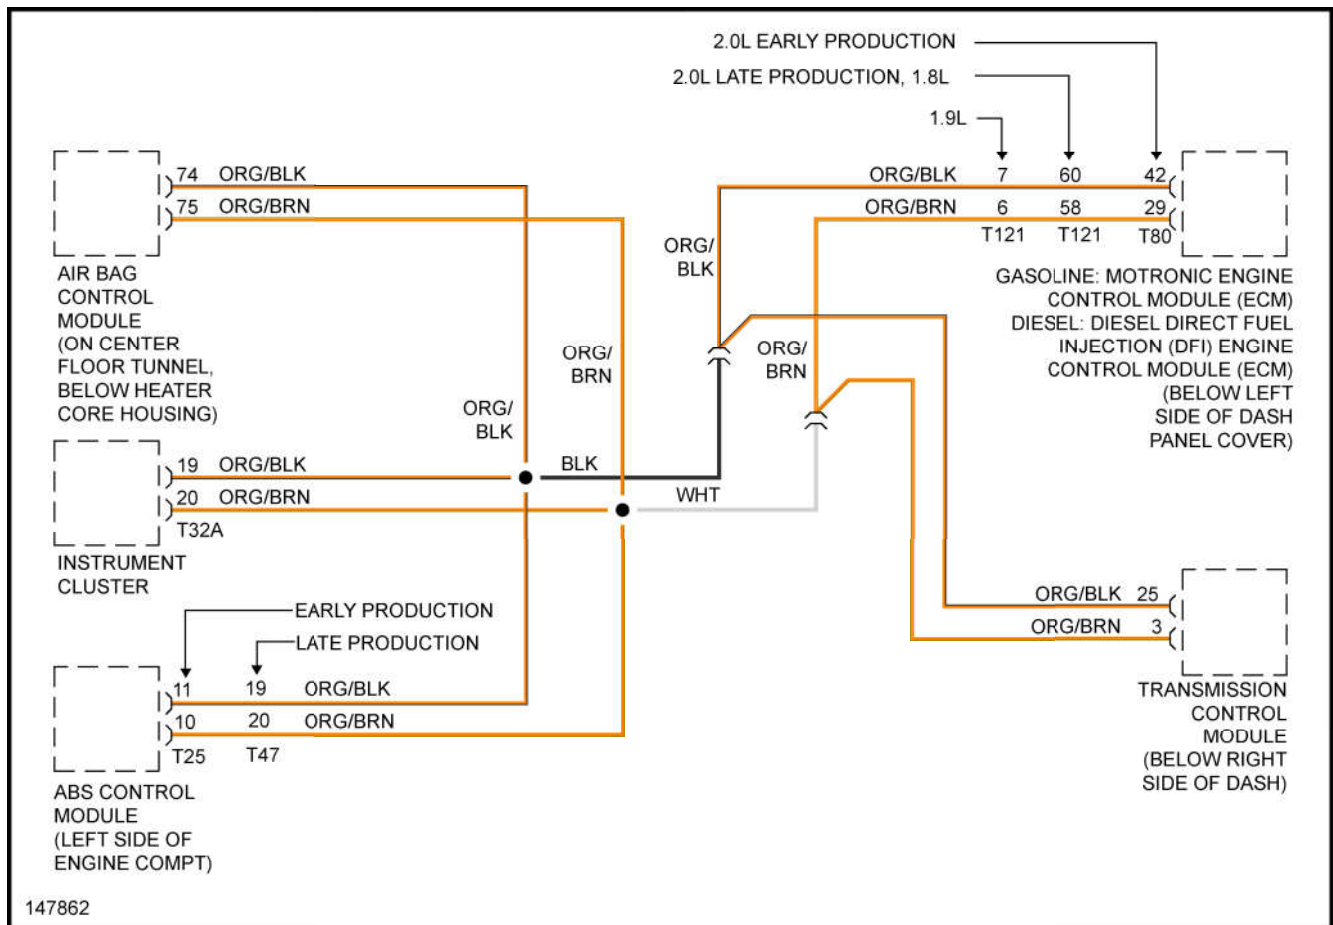 2.0L EARLY PRODUCTION
2.0L LATE PRODUCTION, 1.8L
1.9L
74 ORG/BLK
75 ORG/BRN
AIR BAG
CONTROL
MODULE
(ON CENTER
FLOOR TUNNEL,
BELOW HEATER
CORE HOUSING)
ORG/BLK 7 60 42
ORG/BRN 6 58 29
T121 T121 T80
GASOLINE: MOTRONIC ENGINE
CONTROL MODULE (ECM)
DIESEL: DIESEL DIRECT FUEL
INJECTION (DFI) ENGINE
CONTROL MODULE (ECM)
(BELOW LEFT
SIDE OF DASH
PANEL COVER)
ORG/
BLK
ORG/
BRN
ORG/
BRN
ORG/
BLK
19 ORG/BLK
20 ORG/BRN
T32A
INSTRUMENT
CLUSTER
BLK
WHT
EARLY PRODUCTION
LATE PRODUCTION
11 19 ORG/BLK
10 20 ORG/BRN
T25 T47
ABS CONTROL
MODULE
(LEFT SIDE OF
ENGINE COMPT)
ORG/BLK 25
ORG/BRN 3
TRANSMISSION
CONTROL
MODULE
(BELOW RIGHT
SIDE OF DASH)
147862